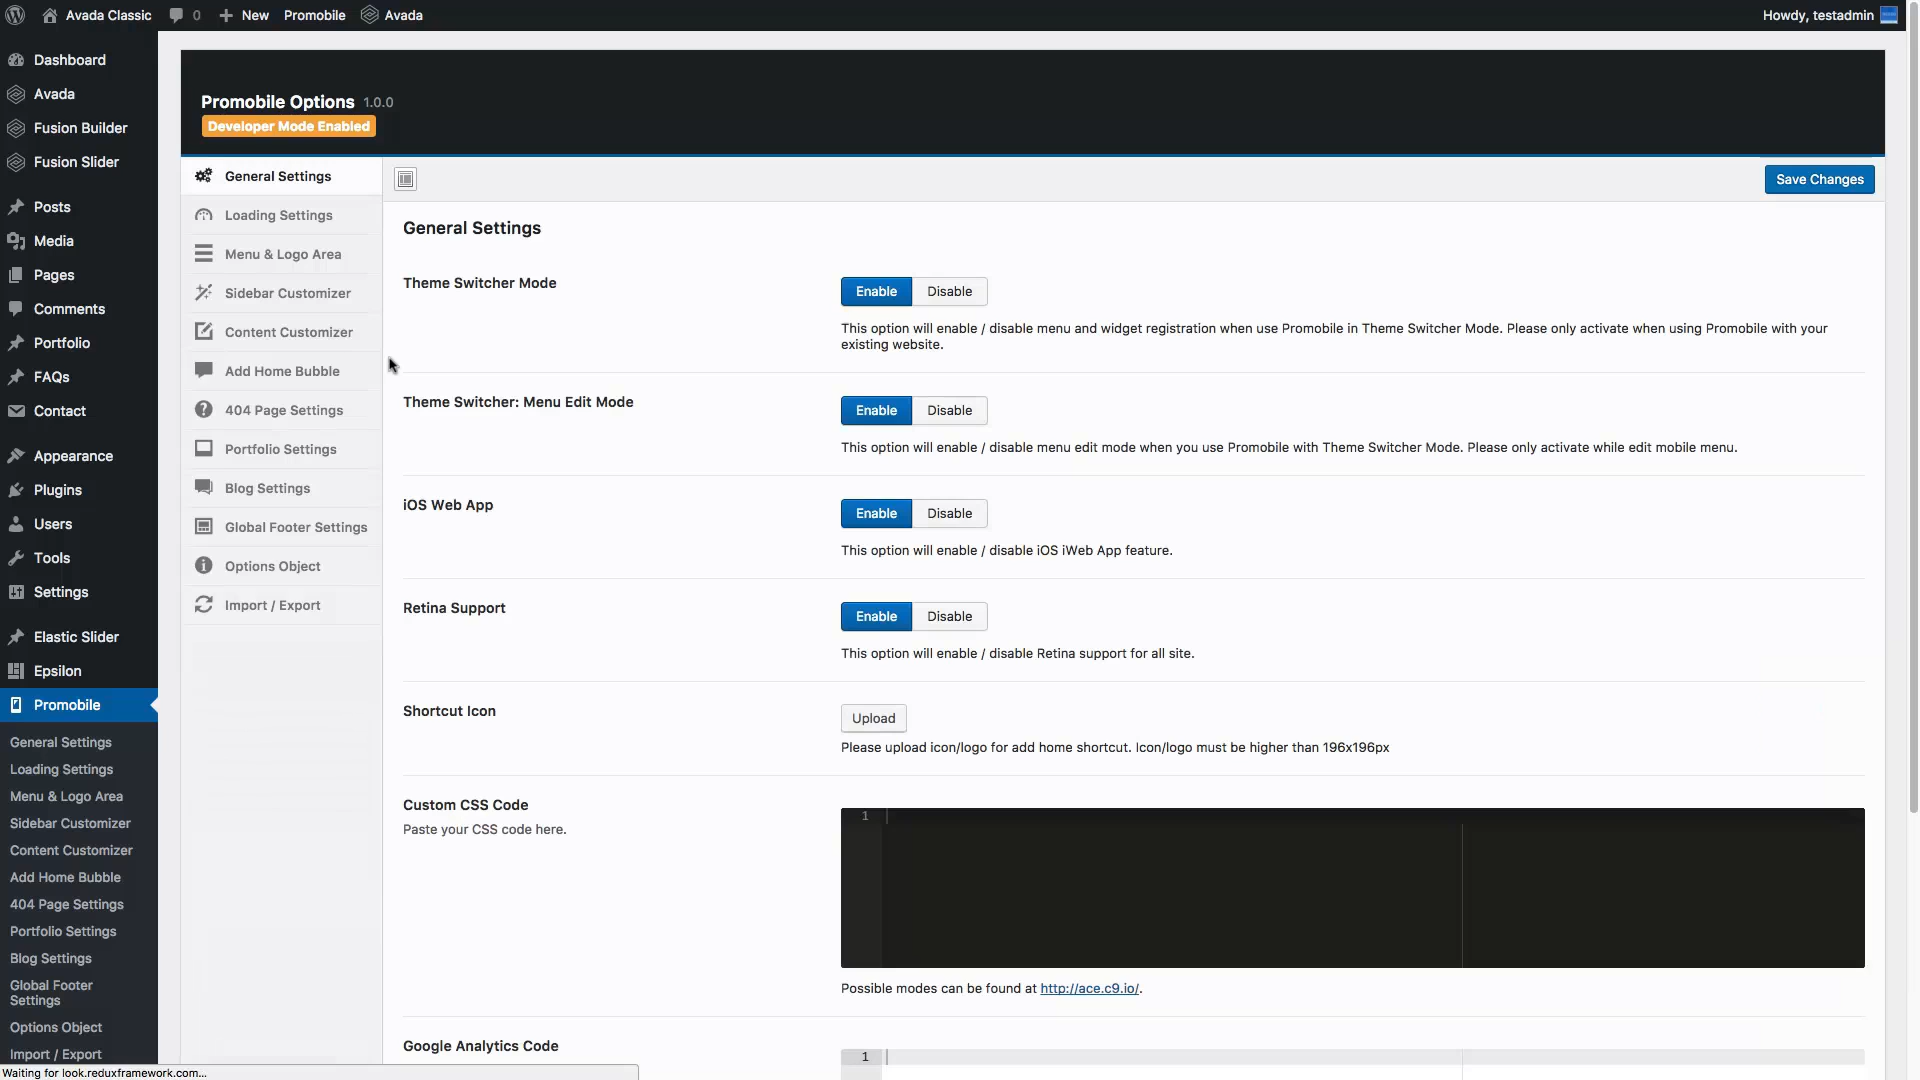 Avada Classic 0 New Promobile Avada Howdy, testadmin
Dashboard
Avada
Fusion Builder
Fusion Slider
Posts
Media
Pages
Comments
Portfolio
FAQs
Contact
Appearance
Plugins
Users
Tools
Settings
Elastic Slider
Epsilon
Promobile
General Settings
Loading Settings
Menu & Logo Area
Sidebar Customizer
Content Customizer
Add Home Bubble
404 Page Settings
Portfolio Settings
Blog Settings
Global Footer
Settings
Options Object
Import / Export
Promobile Options 1.0.0
Developer Mode Enabled
General Settings
Loading Settings
Menu & Logo Area
Sidebar Customizer
Content Customizer
Add Home Bubble
404 Page Settings
Portfolio Settings
Blog Settings
Global Footer Settings
Options Object
Import / Export
Save Changes
General Settings
Theme Switcher Mode
Enable Disable
This option will enable / disable menu and widget registration when use Promobile in Theme Switcher Mode. Please only activate when using Promobile with your
existing website.
Theme Switcher: Menu Edit Mode
Enable Disable
This option will enable / disable menu edit mode when you use Promobile with Theme Switcher Mode. Please only activate while edit mobile menu.
iOS Web App
Enable Disable
This option will enable / disable iOS iWeb App feature.
Retina Support
Enable Disable
This option will enable / disable Retina support for all site.
Shortcut Icon
Upload
Please upload icon/logo for add home shortcut. Icon/logo must be higher than 196x196px
Custom CSS Code
Paste your CSS code here.
1
Possible modes can be found at http://ace.c9.io/.
Google Analytics Code
1
Waiting for look.reduxframework.com...